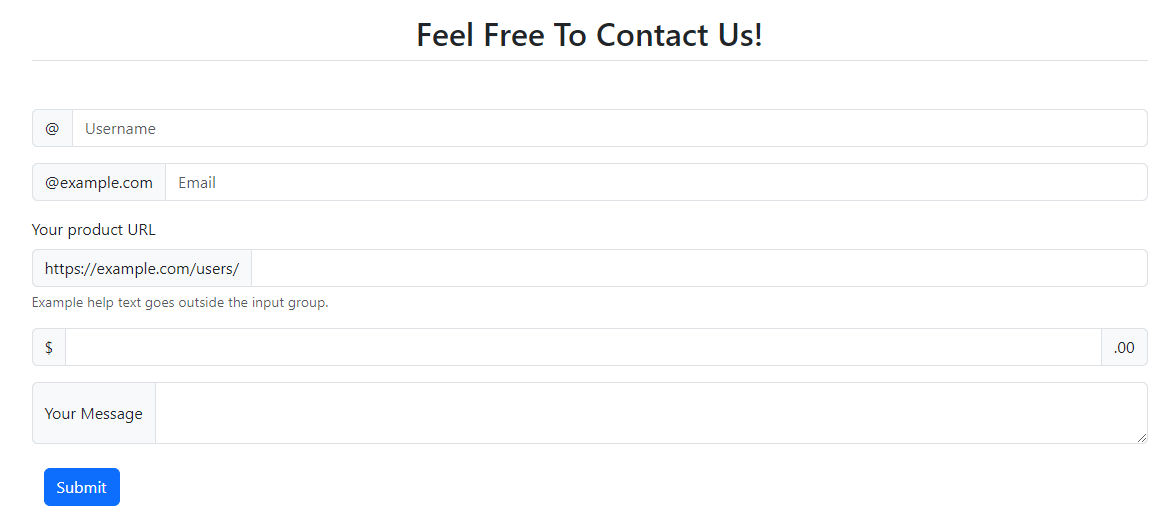 Feel Free To Contact Us!
@ Username
@example.com Email
Your product URL
https://example.com/users/
Example help text goes outside the input group.
$ .00
Your Message
Submit